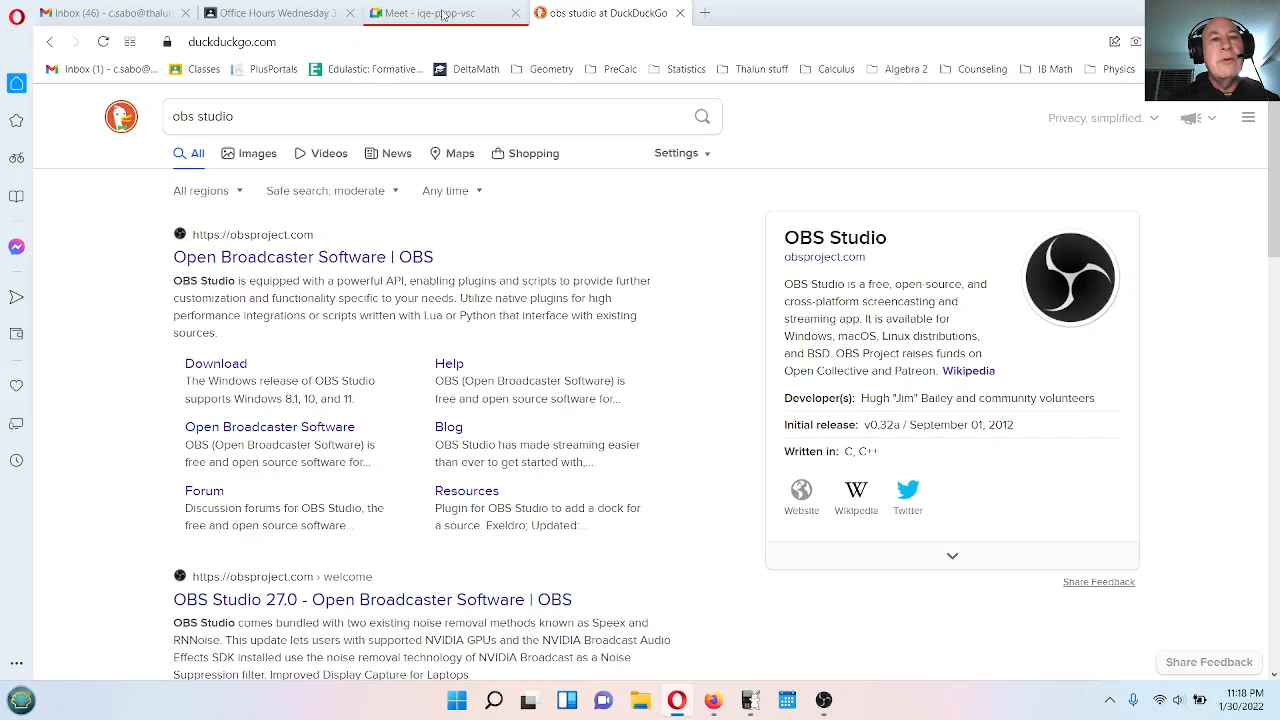 Inbox (46) - c.sabo@thalun
Office Hours Wednesday 3:
Meet - iqe-p
p-vsc
obs studio at DuckDuckGo
duckduckgo.com
Inbox (1) - c.sabo@...
Classes
PlusPortals
Edulastic: Formative...
DeltaMath
Geometry
PreCalc
Statistics
Thalun stuff
Calculus
Algebra 2
Counseling
IB Math
Physics
obs studio
Privacy, simplified.
All
Images
Videos
News
Maps
Shopping
Settings
All regions
Safe search: moderate
Any time
https://obsproject.com
Open Broadcaster Software | OBS
OBS Studio is equipped with a powerful API, enabling plugins and scripts to provide further
customization and functionality specific to your needs. Utilize native plugins for high
performance integrations or scripts written with Lua or Python that interface with existing
sources.
Download
The Windows release of OBS Studio
supports Windows 8.1, 10, and 11.
Help
OBS (Open Broadcaster Software) is
free and open source software for...
Open Broadcaster Software
OBS (Open Broadcaster Software) is
free and open source software for...
Blog
OBS Studio has made streaming easier
than ever to get started with,...
Forum
Discussion forums for OBS Studio, the
free and open source software...
Resources
Plugin for OBS Studio to add a dock for
a source. Exeldro; Updated:...
https://obsproject.com › welcome
OBS Studio 27.0 - Open Broadcaster Software | OBS
OBS Studio comes bundled with two existing noise removal methods known as Speex and
RNNoise. This update lets users with supported NVIDIA GPUs and the NVIDIA Broadcast Audio
Effects SDK installed use the noise removal technology of NVIDIA Broadcast as a Noise
Suppression filter. Improved Display Capture for Laptops
OBS Studio
obsproject.com
OBS Studio is a free, open-source, and
cross-platform screencasting and
streaming app. It is available for
Windows, macOS, Linux distributions,
and BSD. OBS Project raises funds on
Open Collective and Patreon. Wikipedia
Developer(s): Hugh "Jim" Bailey and community volunteers
Initial release: v0.32a / September 01, 2012
Written in: C, C++
W
Website
Wikipedia
Twitter
Share Feedback
Share Feedback
11:18 PM
1/30/2022